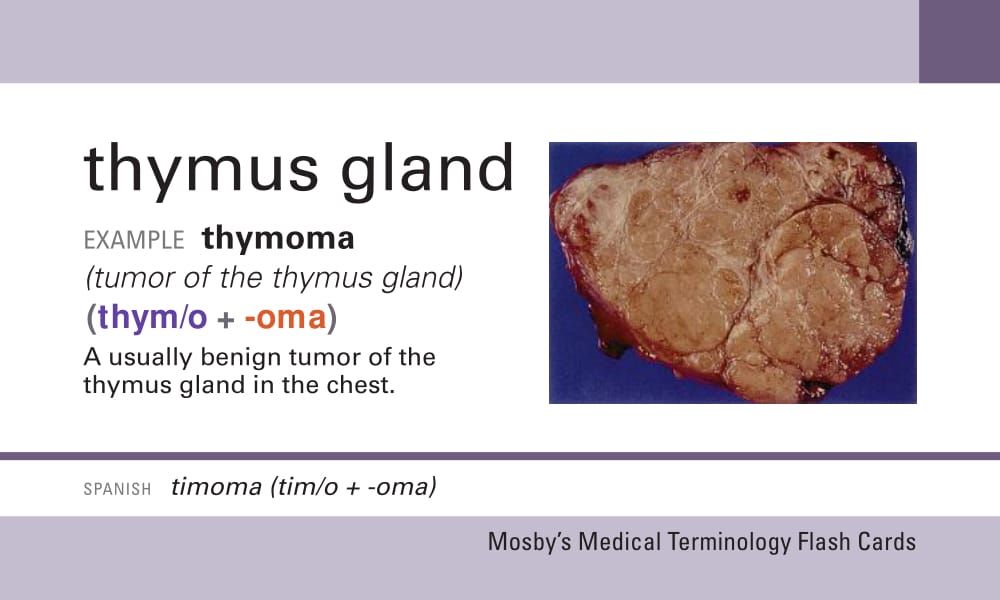 thymus gland
EXAMPLE thymoma
(tumor of the thymus gland)
(thym/o + -oma)
A usually benign tumor of the
thymus gland in the chest.
SPANISH timoma (tim/o + -oma)
Mosby’s Medical Terminology Flash Cards